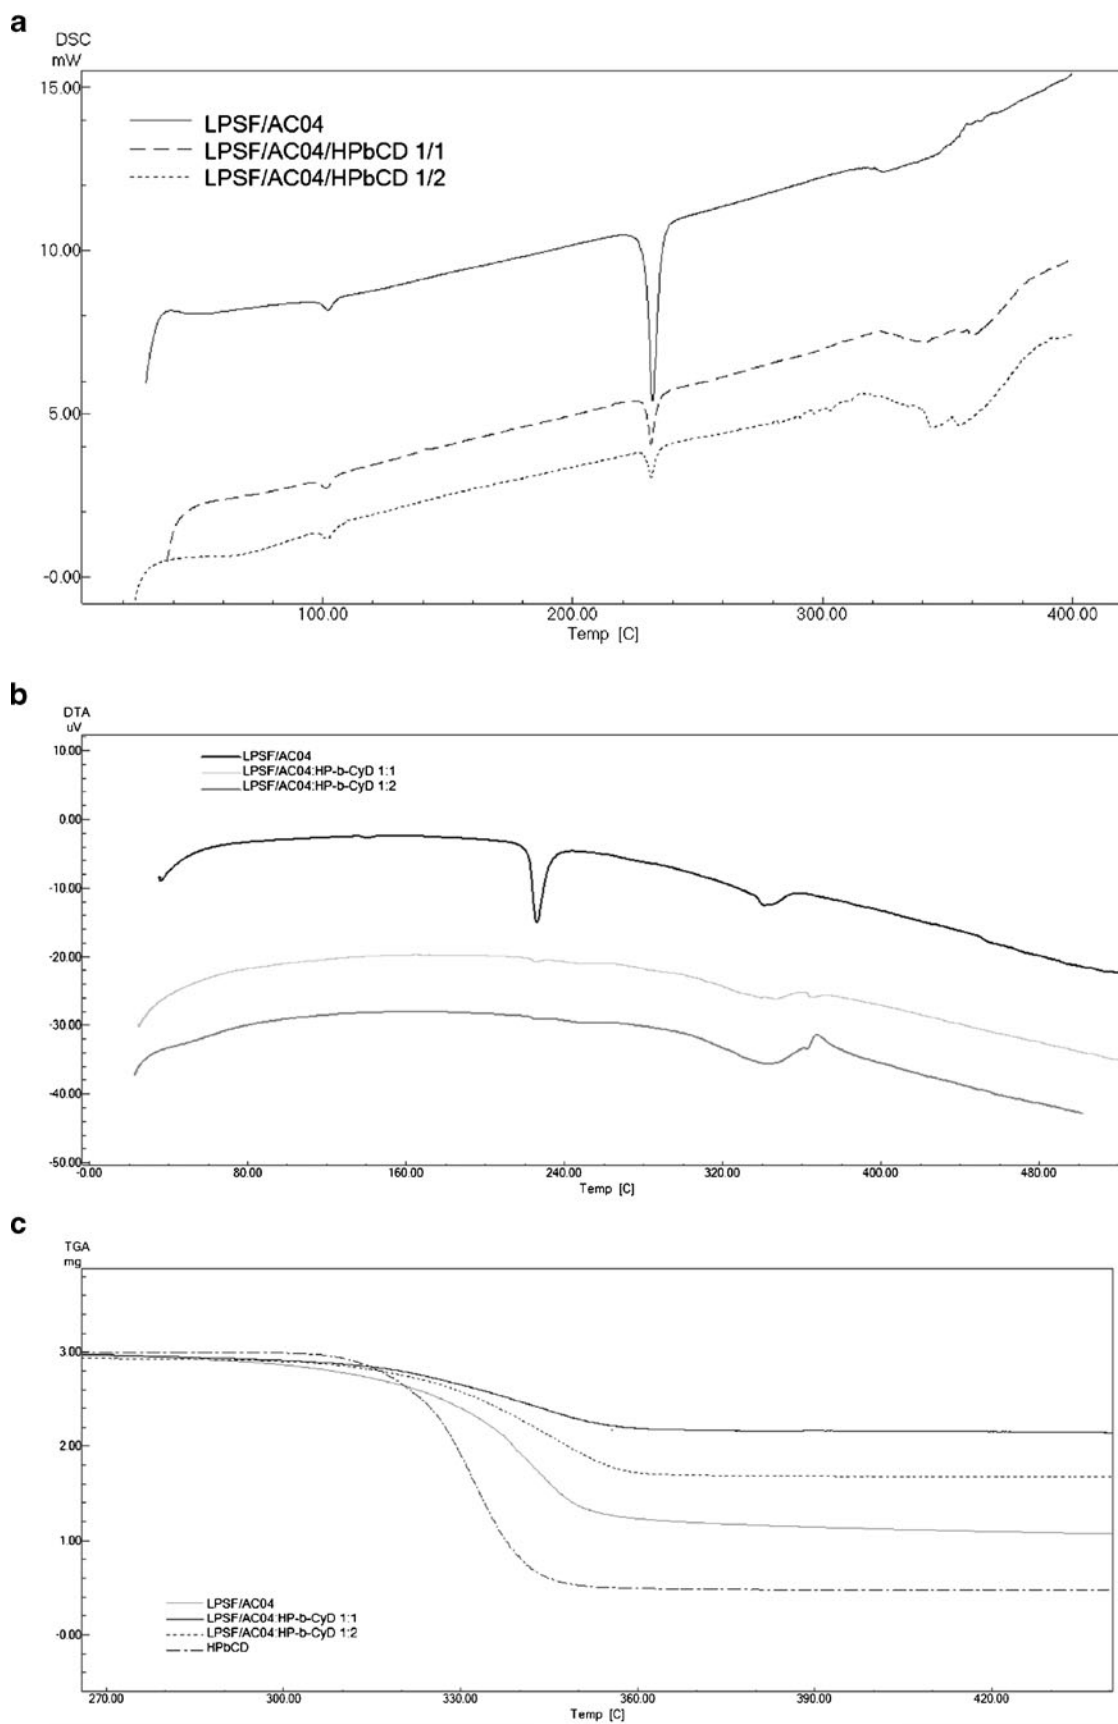 a
DSC
mW
15.00
LPSF/AC04
LPSF/AC04/HPbCD 1/1
LPSF/AC04/HPbCD 1/2
10.00
5.00
-0.00
100.00 200.00 300.00 400.00
Temp [C]
b
DTA
uV
10.00
LPSF/AC04
LPSF/AC04:HP-b-CyD 1:1
LPSF/AC04:HP-b-CyD 1:2
0.00
-10.00
-20.00
-30.00
-40.00
-50.00
-0.00 80.00 160.00 240.00 320.00 400.00 480.00
Temp [C]
c
TGA
mg
3.00
2.00
1.00
LPSF/AC04
LPSF/AC04:HP-b-CyD 1:1
LPSF/AC04:HP-b-CyD 1:2
-0.00
HPbCD
270.00 300.00 330.00 360.00 390.00 420.00
Temp [C]